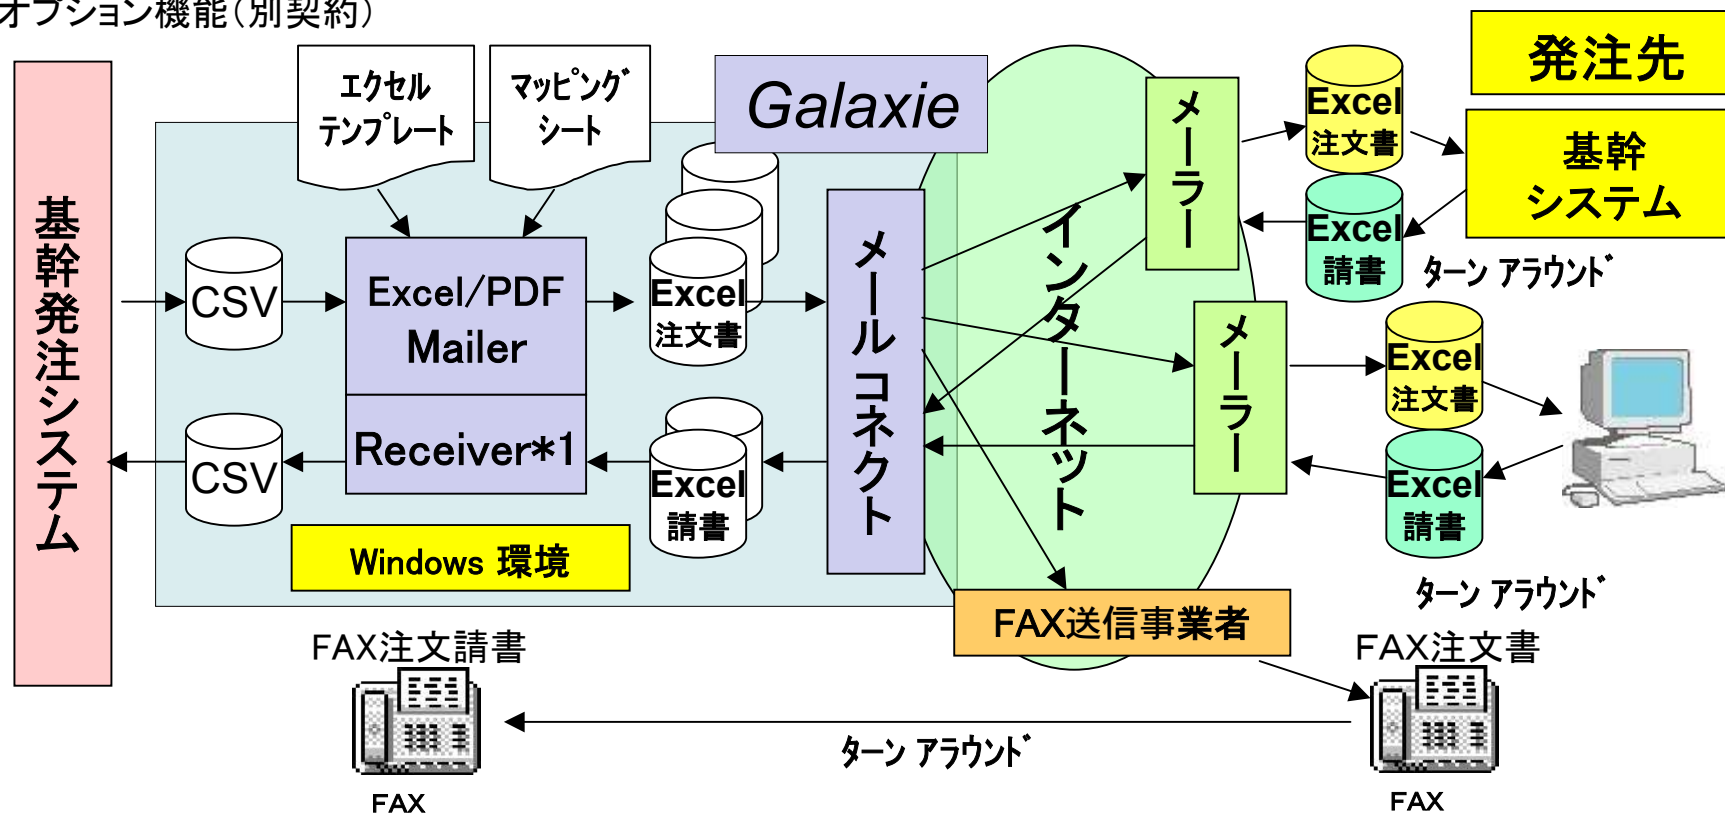 オプション機能（別契約）
発注先
エクセル
テンプレート
マッピング
シート
Galaxie
メーラー
Excel
注文書
基幹
システム
基幹発注システム
CSV
Excel/PDF
Mailer
Excel
注文書
メールコネクト
インターネット
Excel
請書
ターン アラウンド
メーラー
Excel
注文書
CSV
Receiver*1
Excel
請書
Excel
請書
Windows 環境
ターン アラウンド
FAX送信事業者
FAX注文請書
FAX注文書
ターン アラウンド
FAX
FAX